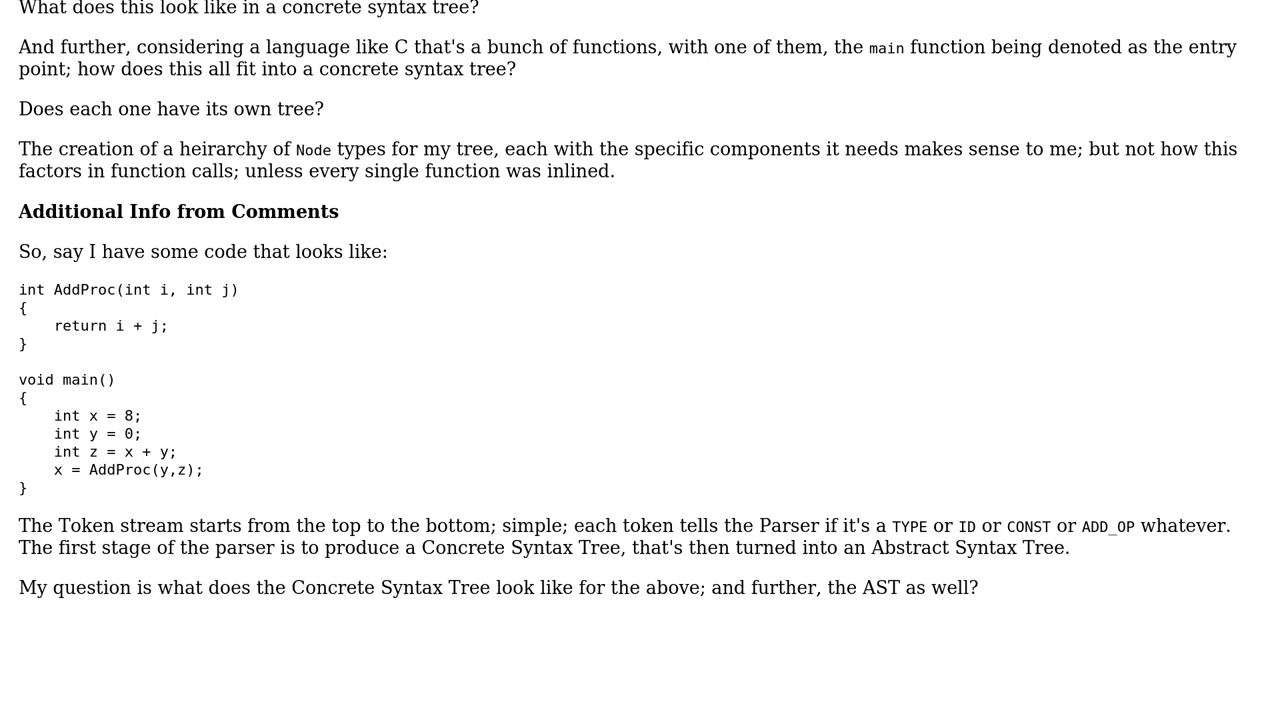 What does this look like in a concrete syntax tree?
And further, considering a language like C that's a bunch of functions, with one of them, the main function being denoted as the entry
point; how does this all fit into a concrete syntax tree?
Does each one have its own tree?
The creation of a heirarchy of Node types for my tree, each with the specific components it needs makes sense to me; but not how this
factors in function calls; unless every single function was inlined.
Additional Info from Comments
So, say I have some code that looks like:
int AddProc(int i, int j)
{
    return i + j;
}
void main()
{
    int x = 8;
    int y = 0;
    int z = x + y;
    x = AddProc(y,z);
}
The Token stream starts from the top to the bottom; simple; each token tells the Parser if it's a TYPE or ID or CONST or ADD_OP whatever.
The first stage of the parser is to produce a Concrete Syntax Tree, that's then turned into an Abstract Syntax Tree.
My question is what does the Concrete Syntax Tree look like for the above; and further, the AST as well?